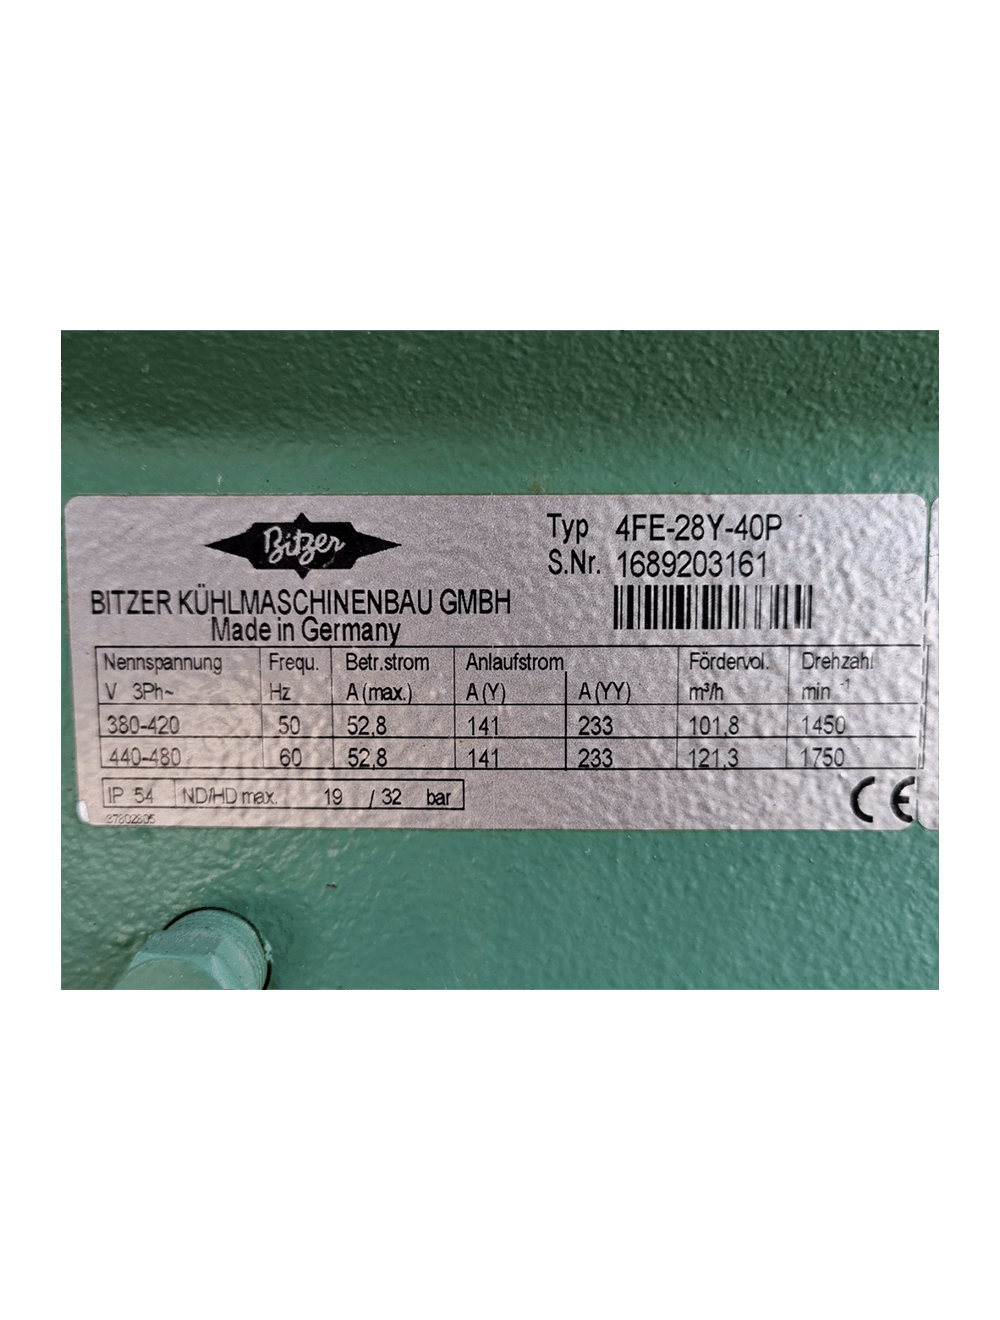 Bitzer
BITZER KÜHLMASCHINENBAU GMBH
Made in Germany
Typ 4FE-28Y-40P
S.Nr. 1689203161
Nennspannung Frequ. Betr.strom Anlaufstrom Fördervol. Drehzahl
V 3Ph~ Hz A (max.) A (Y) A (YY) m³/h min -1
380-420 50 52,8 141 233 101,8 1450
440-480 60 52,8 141 233 121,3 1750
IP 54 ND/HD max. 19 / 32 bar
CE